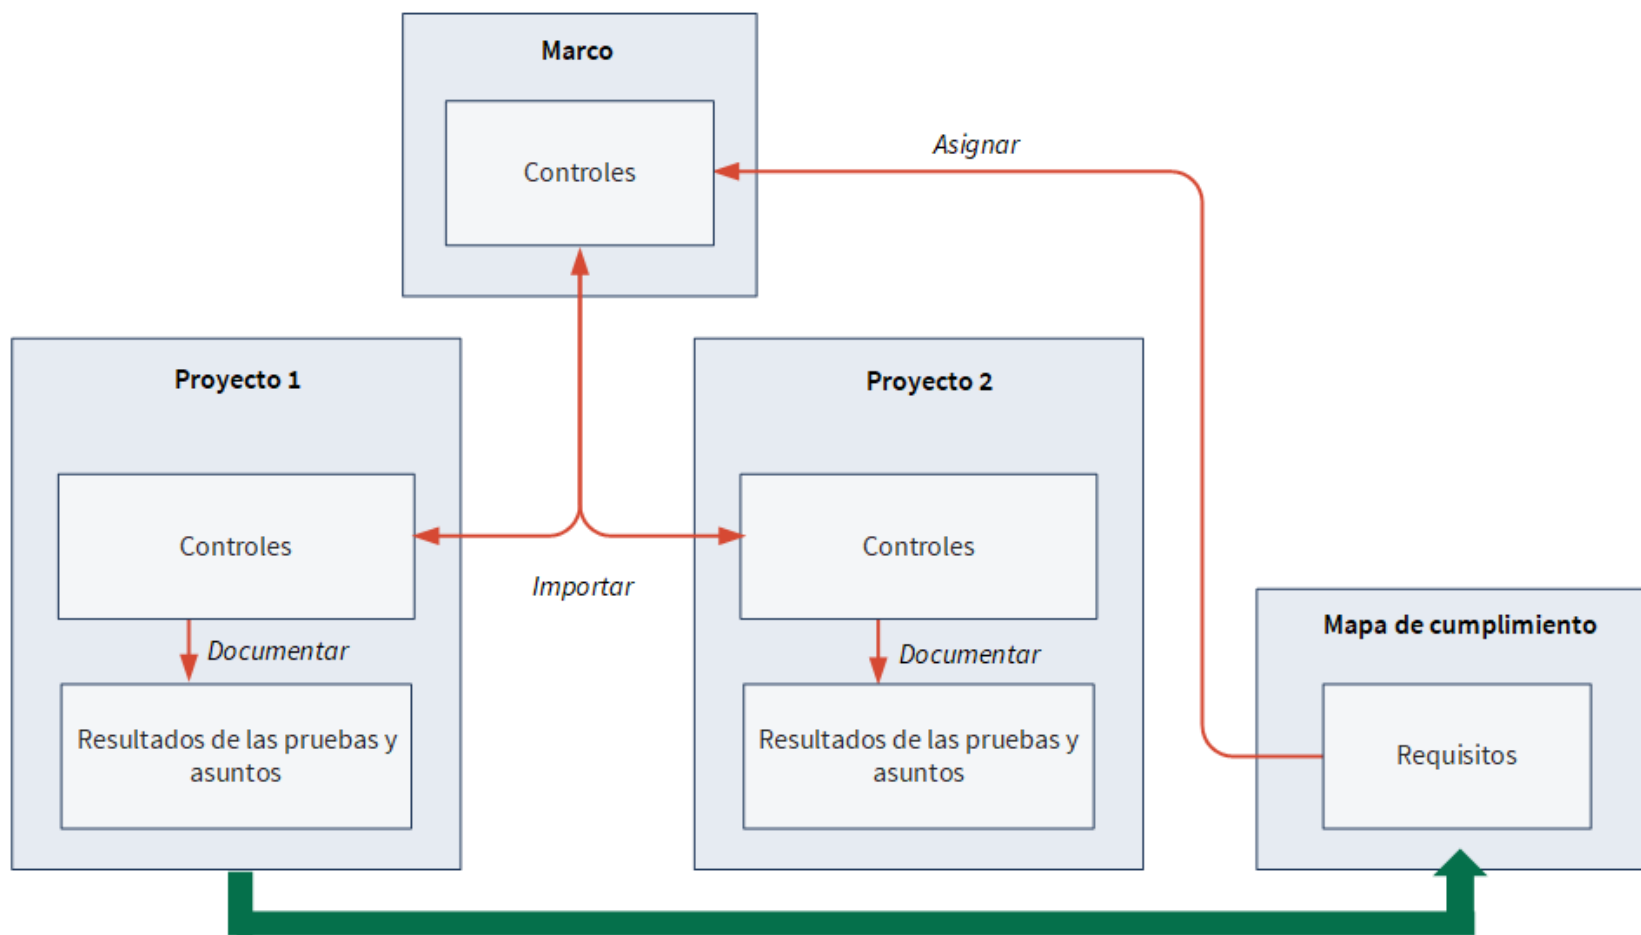 Marco
Controles
Asignar
Proyecto 1
Controles
Documentar
Resultados de las pruebas y
asuntos
Importar
Proyecto 2
Controles
Documentar
Resultados de las pruebas y
asuntos
Mapa de cumplimiento
Requisitos